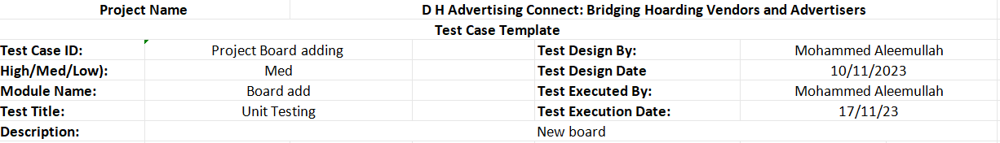 Project Name D H Advertising Connect: Bridging Hoarding Vendors and Advertisers
Test Case Template
Test Case ID: Project Board adding Test Design By: Mohammed Aleemullah
High/Med/Low): Med Test Design Date 10/11/2023
Module Name: Board add Test Executed By: Mohammed Aleemullah
Test Title: Unit Testing Test Execution Date: 17/11/23
Description: New board